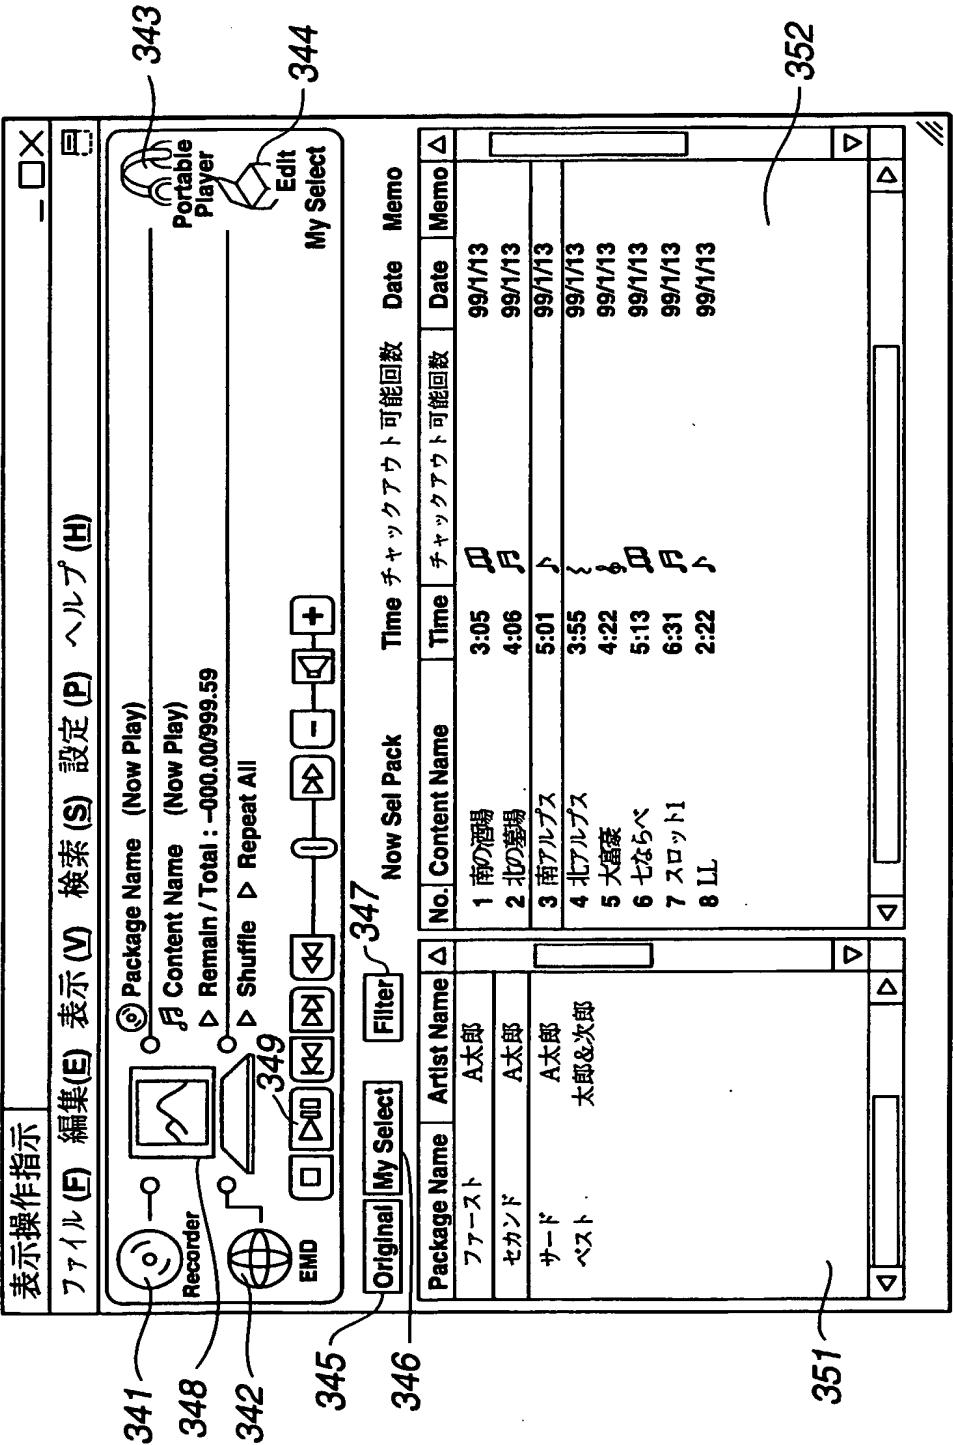 表示操作指示
ファイル (F) 編集(E) 表示 (V) 検索 (S) 設定 (P) ヘルプ (H)
341
348
342
343
344
Recorder
EMD
Package Name (Now Play)
Content Name (Now Play)
Remain / Total : –000.00/999.59
Shuffle Repeat All
349
Portable
Player
Edit
My Select
345
346
347
Original My Select Filter
Now Sel Pack Time チャックアウト可能回数 Date Memo
Package Name Artist Name
ファースト A太郎
セカンド A太郎
サード A太郎
ベスト 太郎&次郎
351
No. Content Name Time チャックアウト可能回数 Date Memo
1 南の酒場 3:05 99/1/13
2 北の墓場 4:06 99/1/13
3 南アルプス 5:01 99/1/13
4 北アルプス 3:55 99/1/13
5 大富豪 4:22 99/1/13
6 七ならべ 5:13 99/1/13
7 スロット1 6:31 99/1/13
8 LL 2:22 99/1/13
352